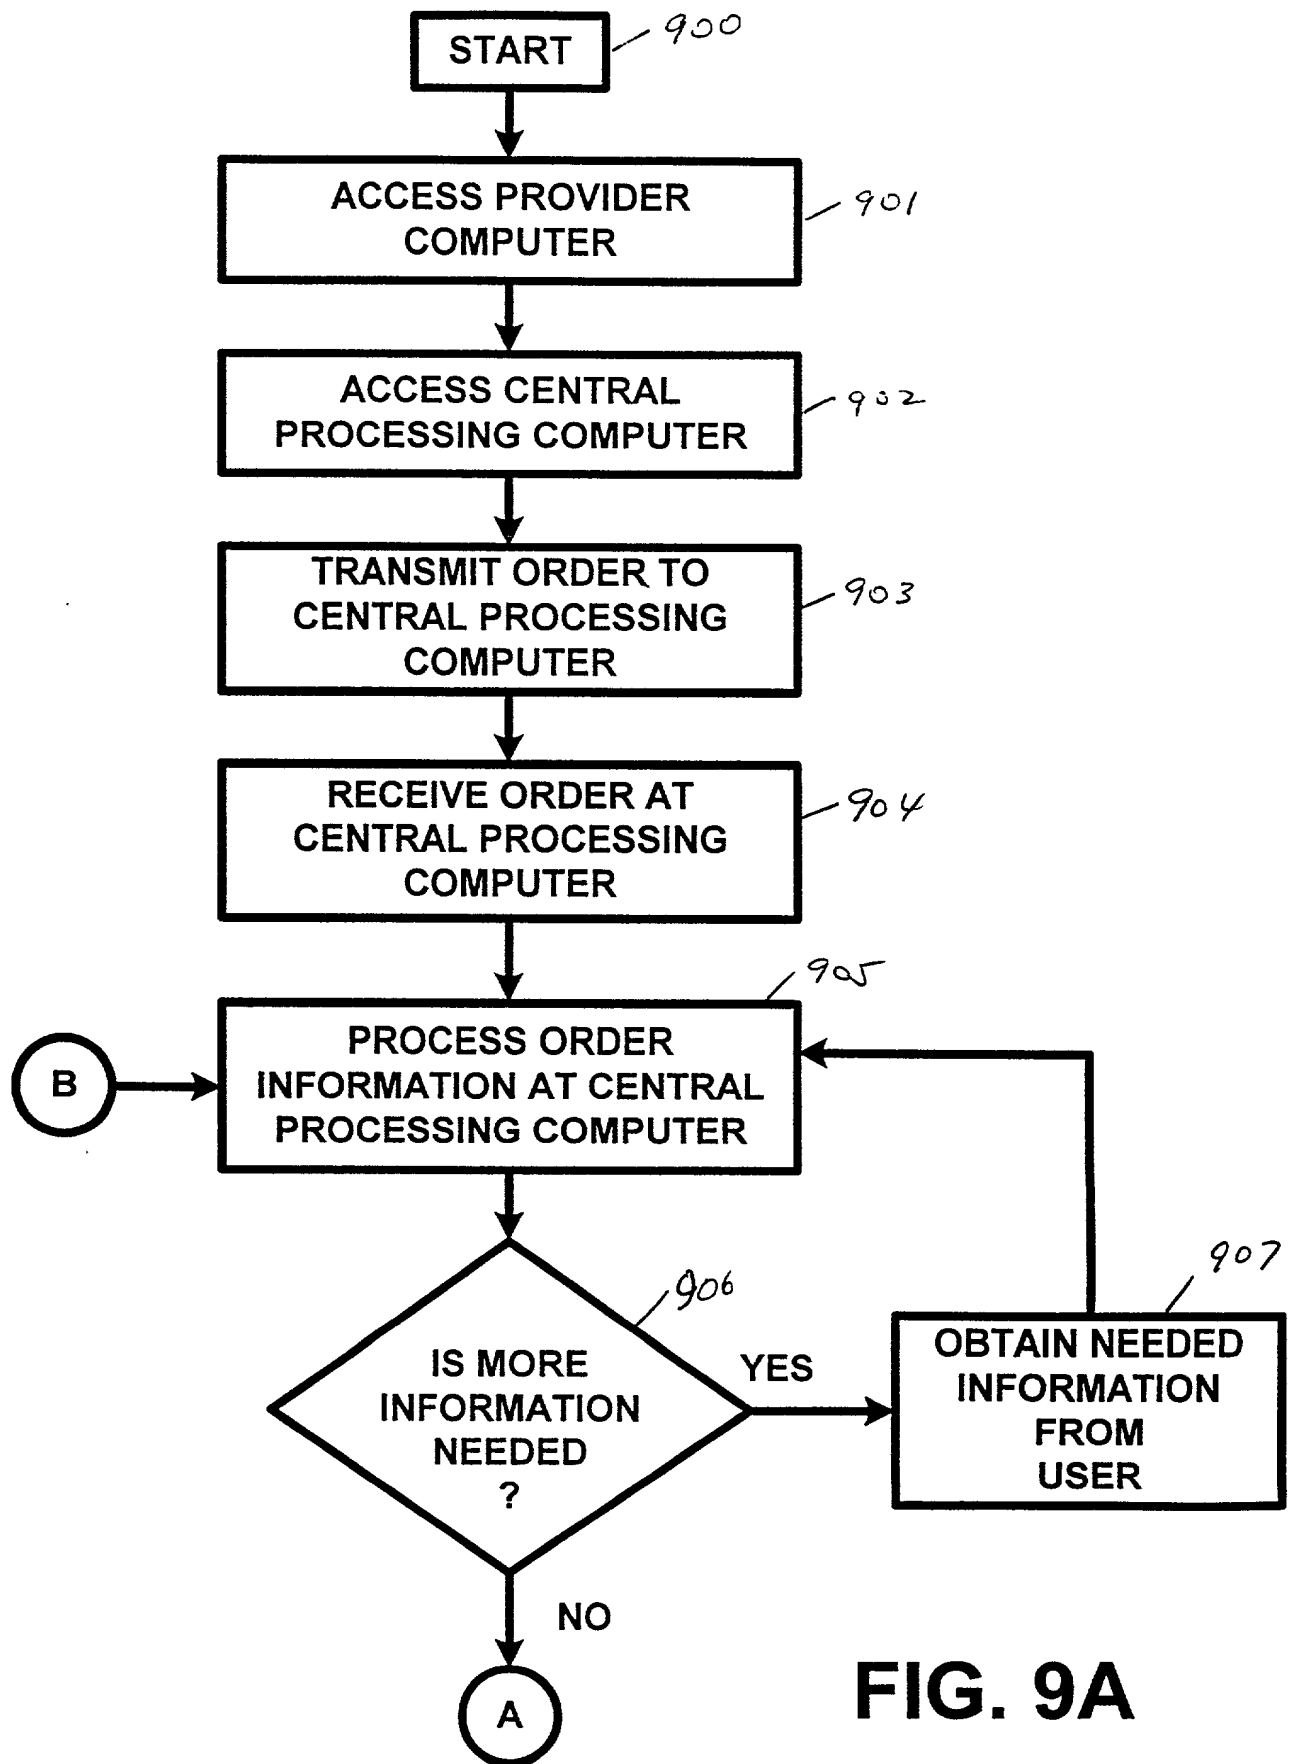 START
900
ACCESS PROVIDER
COMPUTER
901
ACCESS CENTRAL
PROCESSING COMPUTER
902
TRANSMIT ORDER TO
CENTRAL PROCESSING
COMPUTER
903
RECEIVE ORDER AT
CENTRAL PROCESSING
COMPUTER
904
905
PROCESS ORDER
INFORMATION AT CENTRAL
PROCESSING COMPUTER
B
906
IS MORE
INFORMATION
NEEDED
?
YES
907
OBTAIN NEEDED
INFORMATION
FROM
USER
NO
A
FIG. 9A